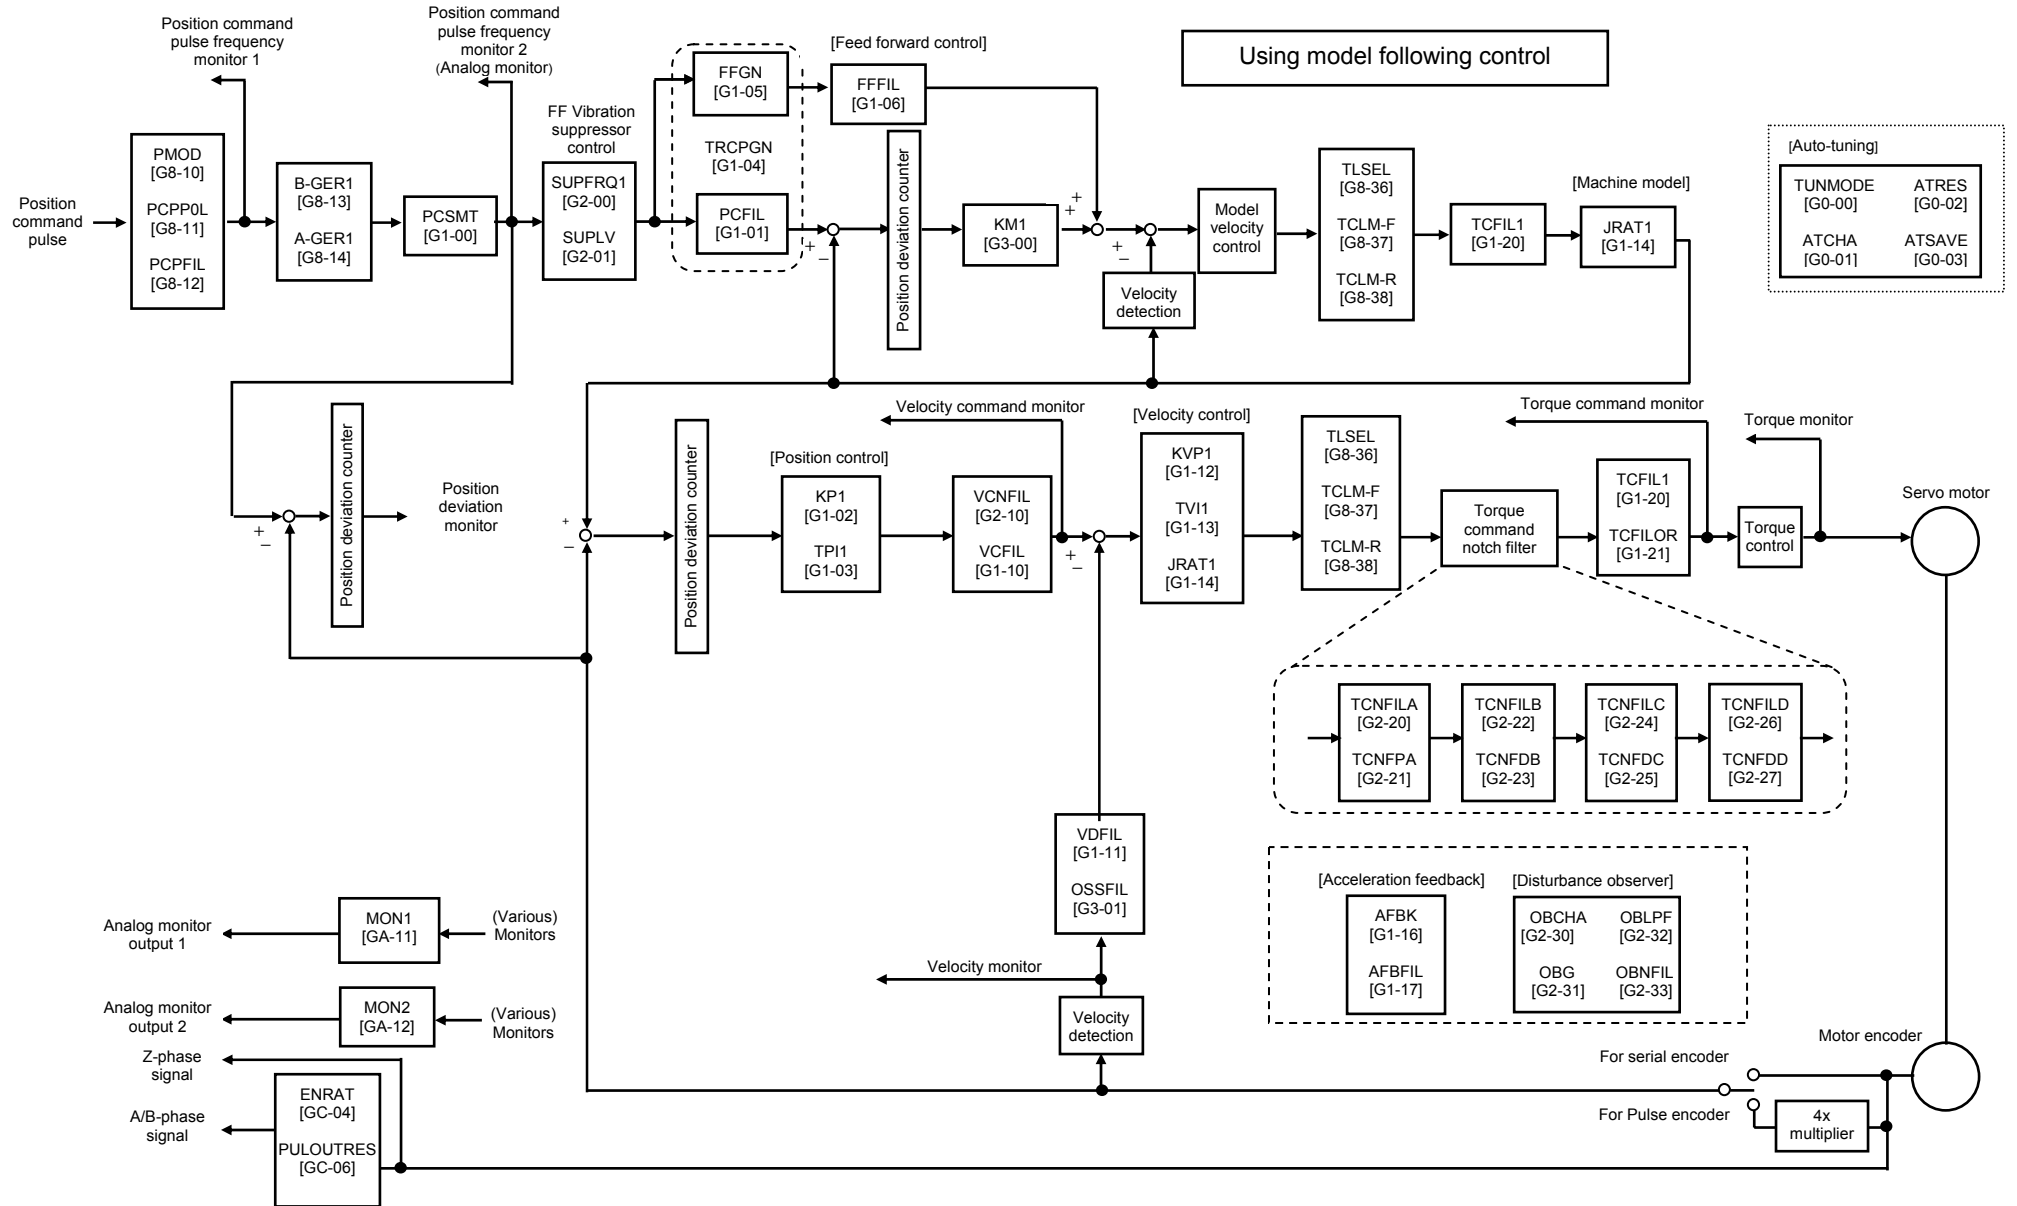 Using model following control
Position command
pulse frequency
monitor 1
Position command
pulse frequency
monitor 2
(Analog monitor)
Position
command
pulse
PMOD
[G8-10]
PCPP0L
[G8-11]
PCPFIL
[G8-12]
B-GER1
[G8-13]
A-GER1
[G8-14]
PCSMT
[G1-00]
FF Vibration
suppressor
control
SUPFRQ1
[G2-00]
SUPLV
[G2-01]
FFGN
[G1-05]
TRCPGN
[G1-04]
PCFIL
[G1-01]
[Feed forward control]
FFFIL
[G1-06]
+
−
Position deviation counter
KM1
[G3-00]
+
+
+
−
Velocity
detection
Model
velocity
control
TLSEL
[G8-36]
TCLM-F
[G8-37]
TCLM-R
[G8-38]
TCFIL1
[G1-20]
[Machine model]
JRAT1
[G1-14]
[Auto-tuning]
TUNMODE
[G0-00]
ATRES
[G0-02]
ATCHA
[G0-01]
ATSAVE
[G0-03]
+
−
Position deviation counter
Position
deviation
monitor
+
−
Position deviation counter
[Position control]
KP1
[G1-02]
TPI1
[G1-03]
Velocity command monitor
VCNFIL
[G2-10]
VCFIL
[G1-10]
+
−
[Velocity control]
KVP1
[G1-12]
TVI1
[G1-13]
JRAT1
[G1-14]
TLSEL
[G8-36]
TCLM-F
[G8-37]
TCLM-R
[G8-38]
Torque
command
notch filter
Torque command monitor
TCFIL1
[G1-20]
TCFILOR
[G1-21]
Torque monitor
Torque
control
Servo motor
TCNFILA
[G2-20]
TCNFPA
[G2-21]
TCNFILB
[G2-22]
TCNFDB
[G2-23]
TCNFILC
[G2-24]
TCNFDC
[G2-25]
TCNFILD
[G2-26]
TCNFDD
[G2-27]
VDFIL
[G1-11]
OSSFIL
[G3-01]
[Acceleration feedback]
AFBK
[G1-16]
AFBFIL
[G1-17]
[Disturbance observer]
OBCHA
[G2-30]
OBLPF
[G2-32]
OBG
[G2-31]
OBNFIL
[G2-33]
Velocity monitor
Velocity
detection
Analog monitor
output 1
MON1
[GA-11]
(Various)
Monitors
Analog monitor
output 2
MON2
[GA-12]
(Various)
Monitors
Z-phase
signal
A/B-phase
signal
ENRAT
[GC-04]
PULOUTRES
[GC-06]
For serial encoder
For Pulse encoder
4x
multiplier
Motor encoder